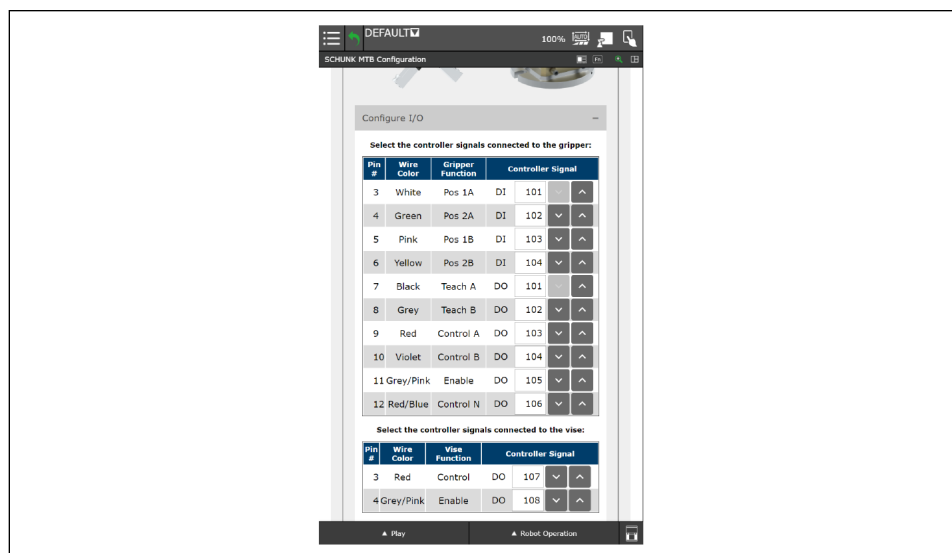 DEFAULT
100% AUTO
SCHUNK MTB Configuration Fn
Configure I/O −
Select the controller signals connected to the gripper:
Pin # Wire Color Gripper Function Controller Signal
3 White Pos 1A DI 101
4 Green Pos 2A DI 102
5 Pink Pos 1B DI 103
6 Yellow Pos 2B DI 104
7 Black Teach A DO 101
8 Grey Teach B DO 102
9 Red Control A DO 103
10 Violet Control B DO 104
11 Grey/Pink Enable DO 105
12 Red/Blue Control N DO 106
Select the controller signals connected to the vise:
Pin # Wire Color Vise Function Controller Signal
3 Red Control DO 107
4 Grey/Pink Enable DO 108
Play Robot Operation